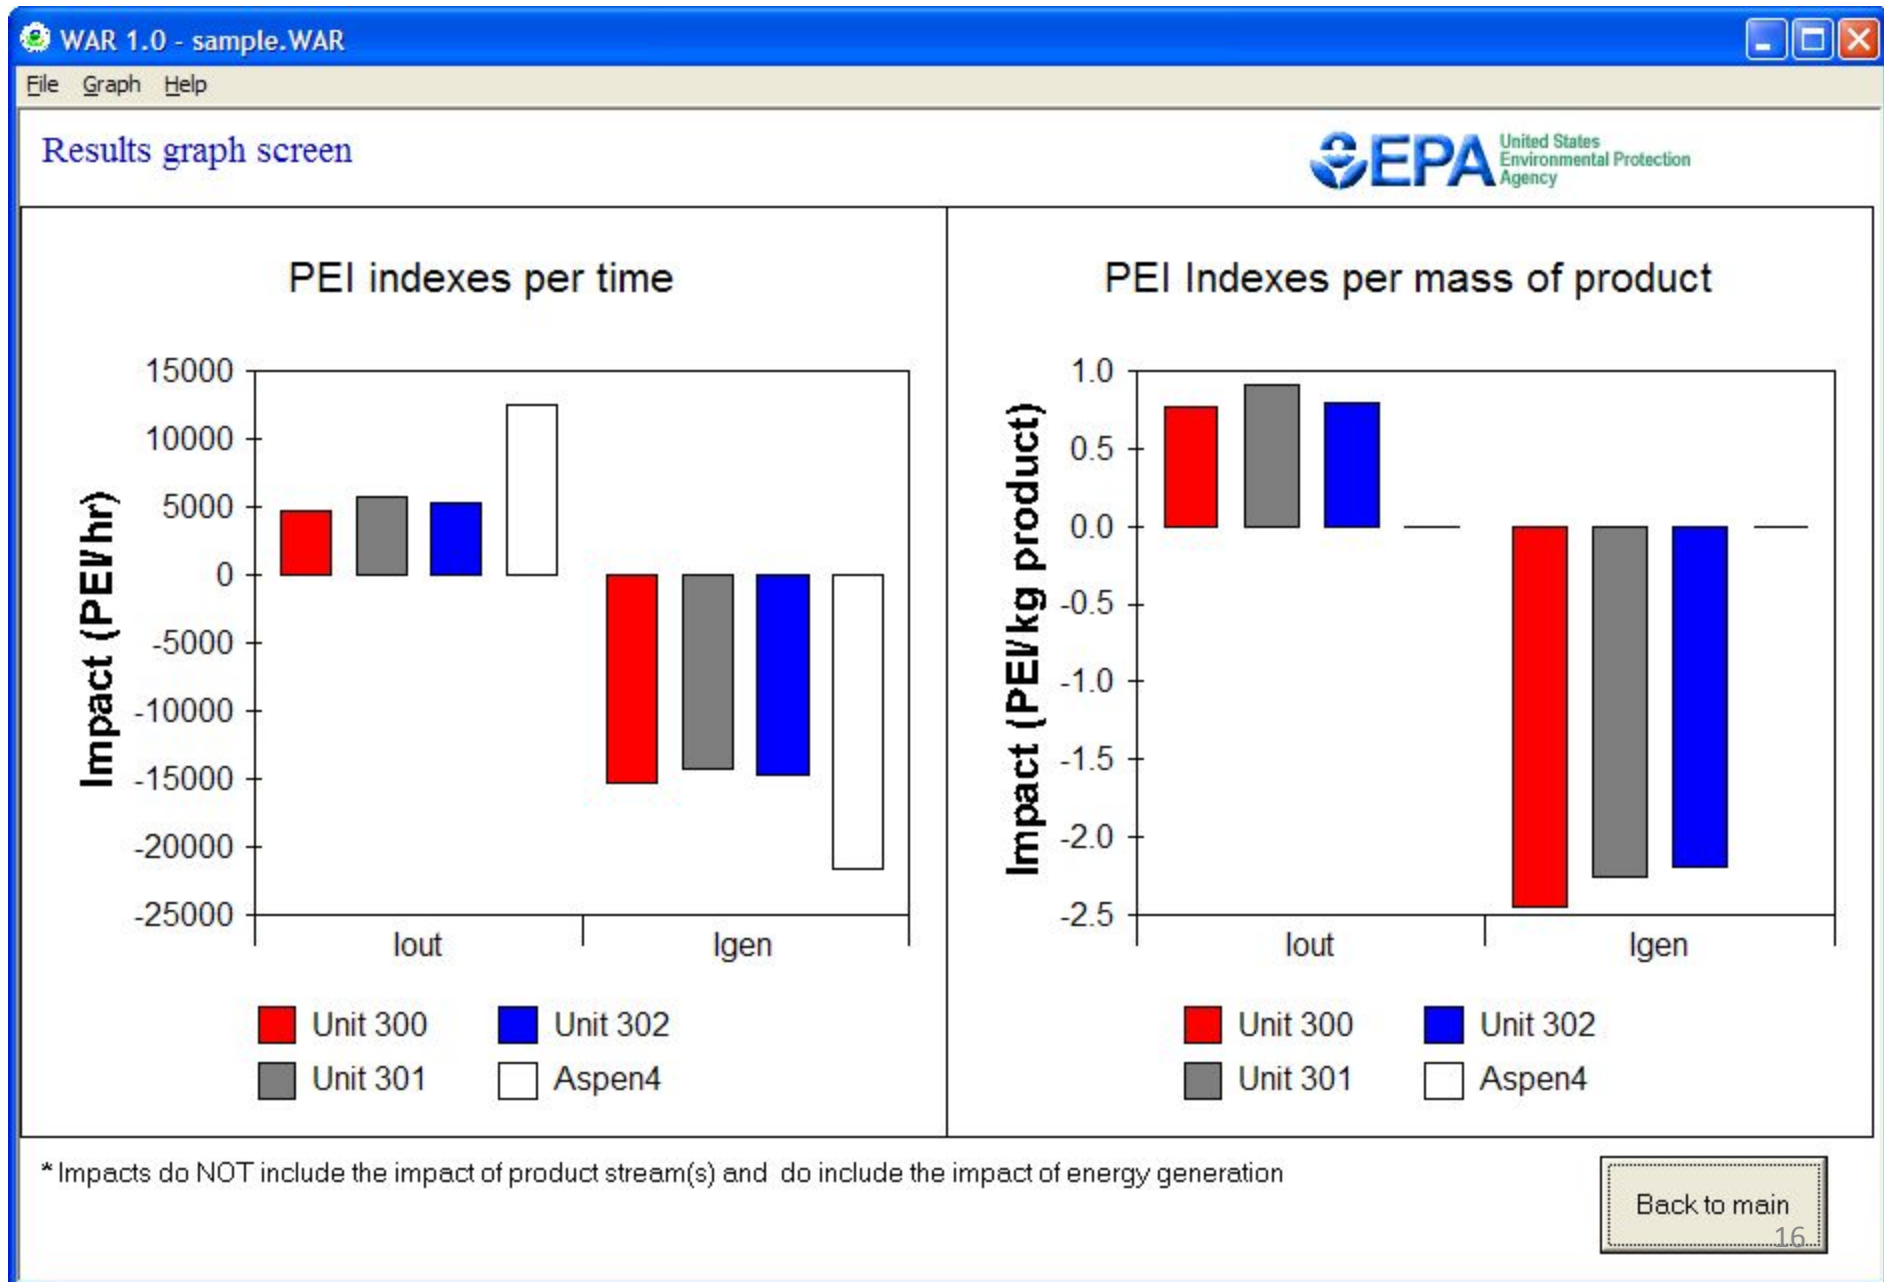 WAR 1.0 - sample.WAR
File Graph Help
Results graph screen
EPA
United States
Environmental Protection
Agency
PEI indexes per time
Impact (PEI/hr)
15000
10000
5000
0
-5000
-10000
-15000
-20000
-25000
Iout Igen
Unit 300 Unit 302
Unit 301 Aspen4
PEI Indexes per mass of product
Impact (PEI/kg product)
1.0
0.5
0.0
-0.5
-1.0
-1.5
-2.0
-2.5
Iout Igen
Unit 300 Unit 302
Unit 301 Aspen4
* Impacts do NOT include the impact of product stream(s) and do include the impact of energy generation
Back to main
16